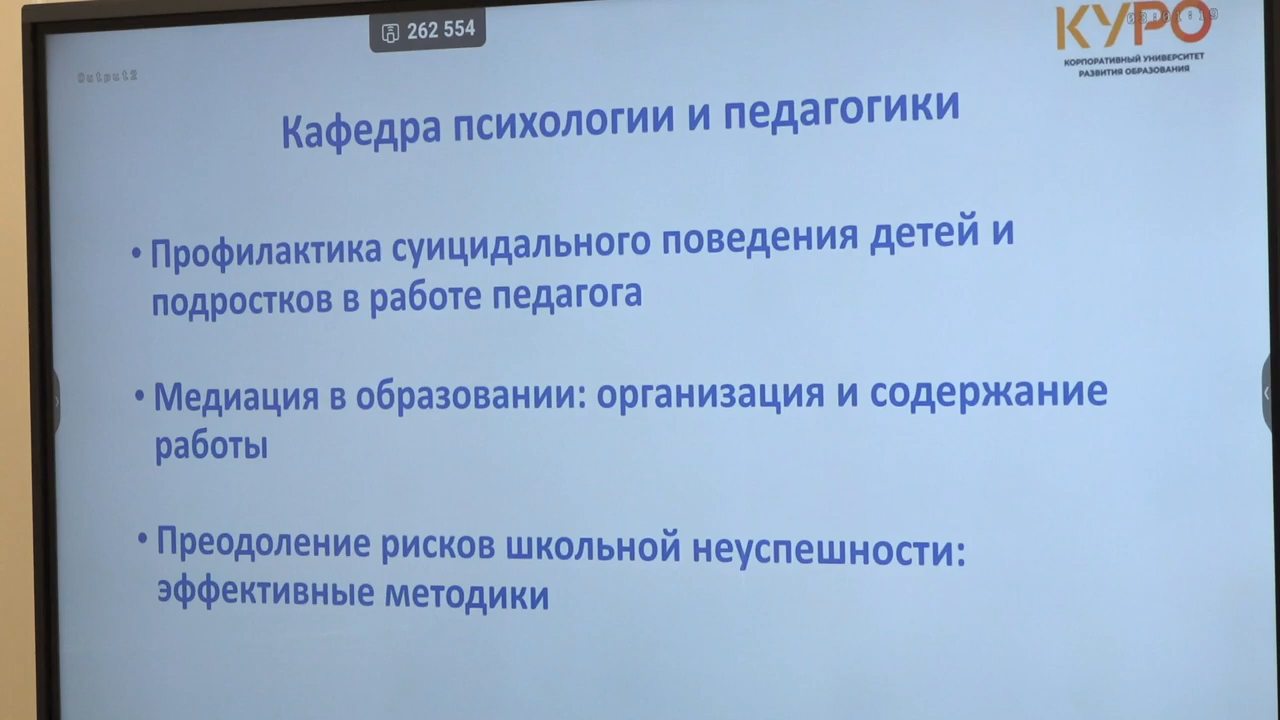 262 554
Output2
КУРО
КОРПОРАТИВНЫЙ УНИВЕРСИТЕТ
РАЗВИТИЯ ОБРАЗОВАНИЯ
Кафедра психологии и педагогики
• Профилактика суицидального поведения детей и
подростков в работе педагога
• Медиация в образовании: организация и содержание
работы
• Преодоление рисков школьной неуспешности:
эффективные методики